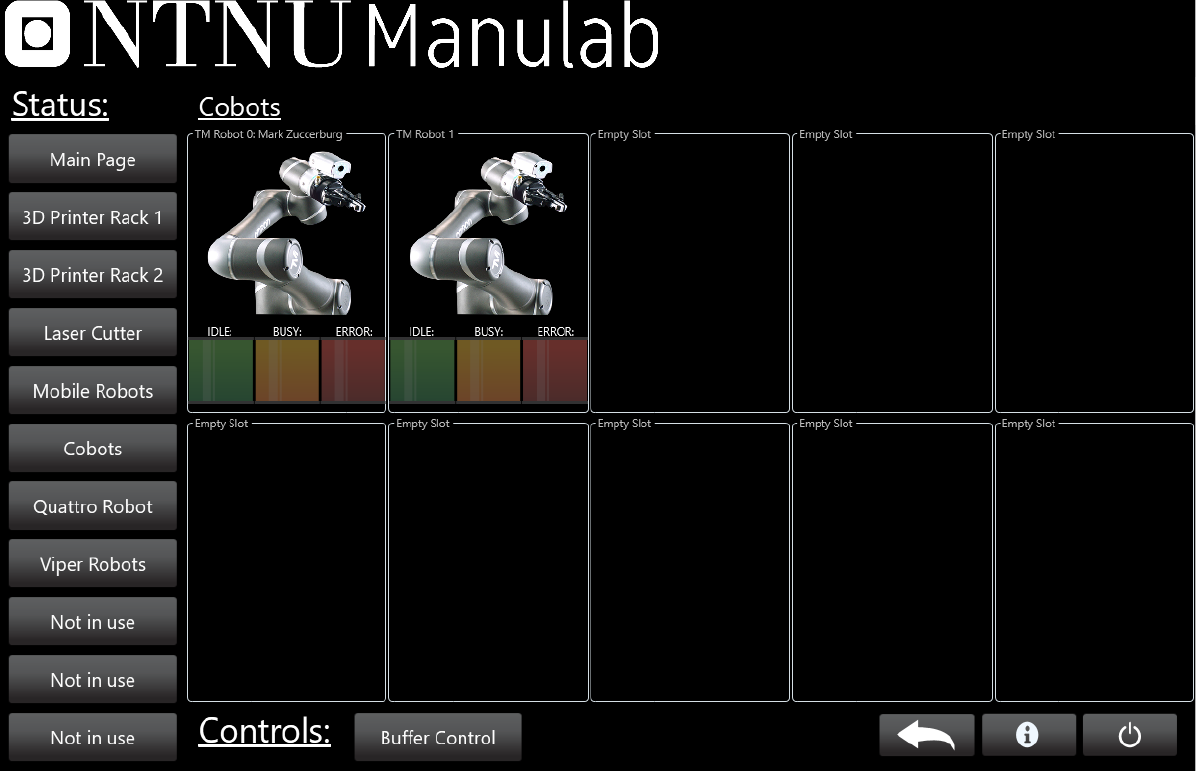 NTNU Manulab
Status:
Cobots
Main Page
3D Printer Rack 1
3D Printer Rack 2
Laser Cutter
Mobile Robots
Cobots
Quattro Robot
Viper Robots
Not in use
Not in use
Not in use
TM Robot 0: Mark Zuccerburg
IDLE: BUSY: ERROR:
TM Robot 1
IDLE: BUSY: ERROR:
Empty Slot
Empty Slot
Empty Slot
Empty Slot
Empty Slot
Empty Slot
Empty Slot
Empty Slot
Controls:
Buffer Control